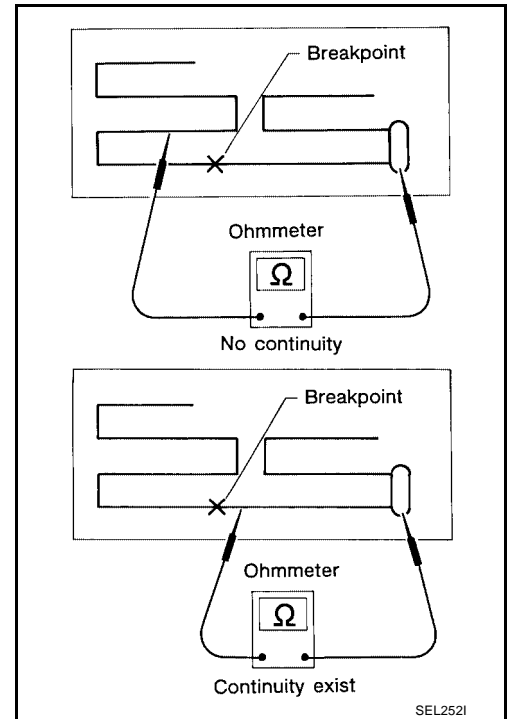 Breakpoint
Ohmmeter
Ω
No continuity
Breakpoint
Ohmmeter
Ω
Continuity exist
SEL252I